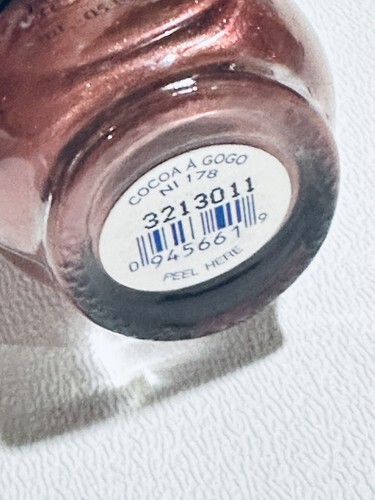 COCOA À GOGO
NI 178
3213011
0 945661 9
PEEL HERE